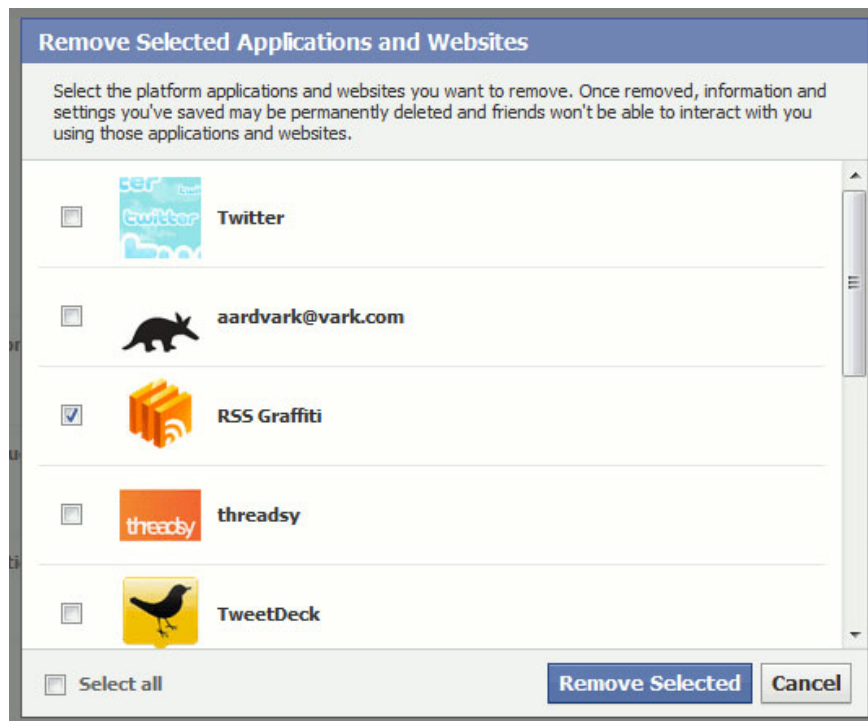 Remove Selected Applications and Websites
Select the platform applications and websites you want to remove. Once removed, information and
settings you've saved may be permanently deleted and friends won't be able to interact with you
using those applications and websites.
twitter
Twitter
aardvark@vark.com
RSS Graffiti
threadsy
threadsy
TweetDeck
Select all
Remove Selected
Cancel